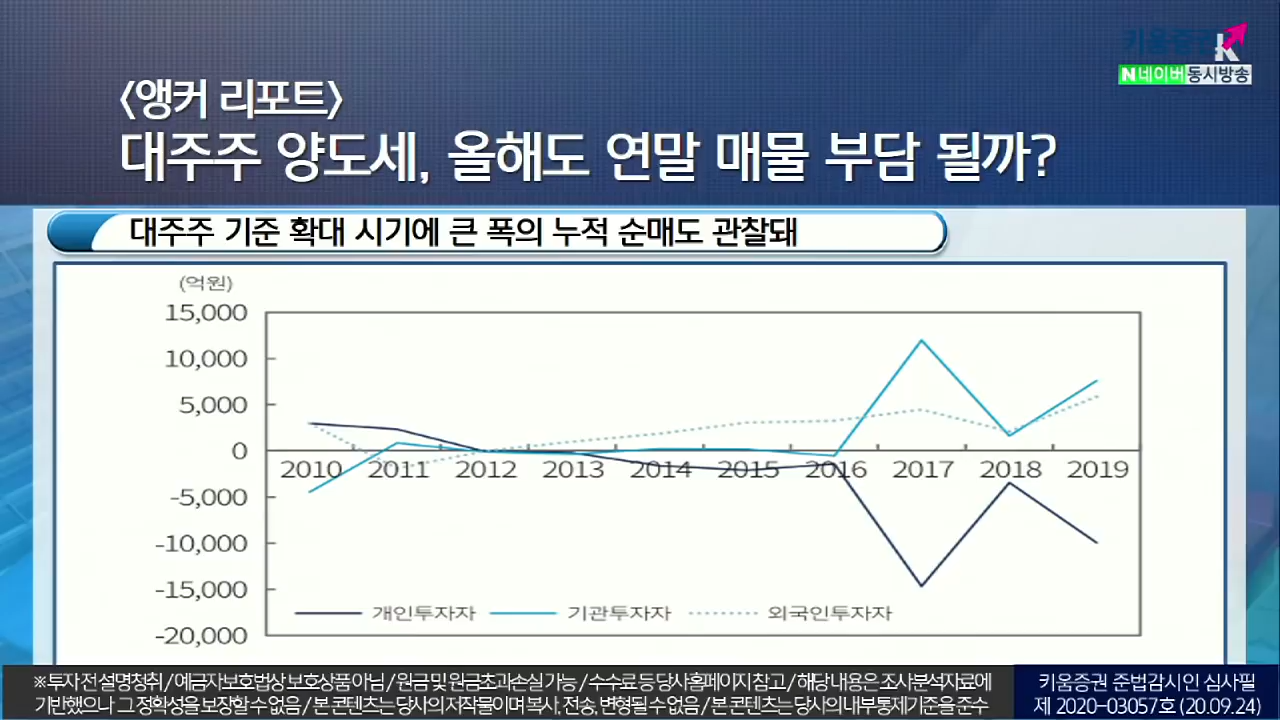 키움증권
N 네이버 동시방송
<앵커 리포트>
대주주 양도세, 올해도 연말 매물 부담 될까?
대주주 기준 확대 시기에 큰 폭의 누적 순매도 관찰돼
(억원)
15,000
10,000
5,000
0
-5,000
-10,000
-15,000
-20,000
2010 2011 2012 2013 2014 2015 2016 2017 2018 2019
개인투자자 기관투자자 외국인투자자
※ 투자 전 설명청취 / 예금자보호법상 보호상품 아님 / 원금 및 원금초과손실 가능 / 수수료 등 당사 홈페이지 참고 / 해당 내용은 조사분석자료에
기반했으나 그 정확성을 보장할 수 없음 / 본 콘텐츠는 당사의 저작물이며 복사, 전송, 변형될 수 없음 / 본 콘텐츠는 당사의 내부통제기준을 준수
키움증권 준법감시인 심사필
제 2020-03057호 (20.09.24)